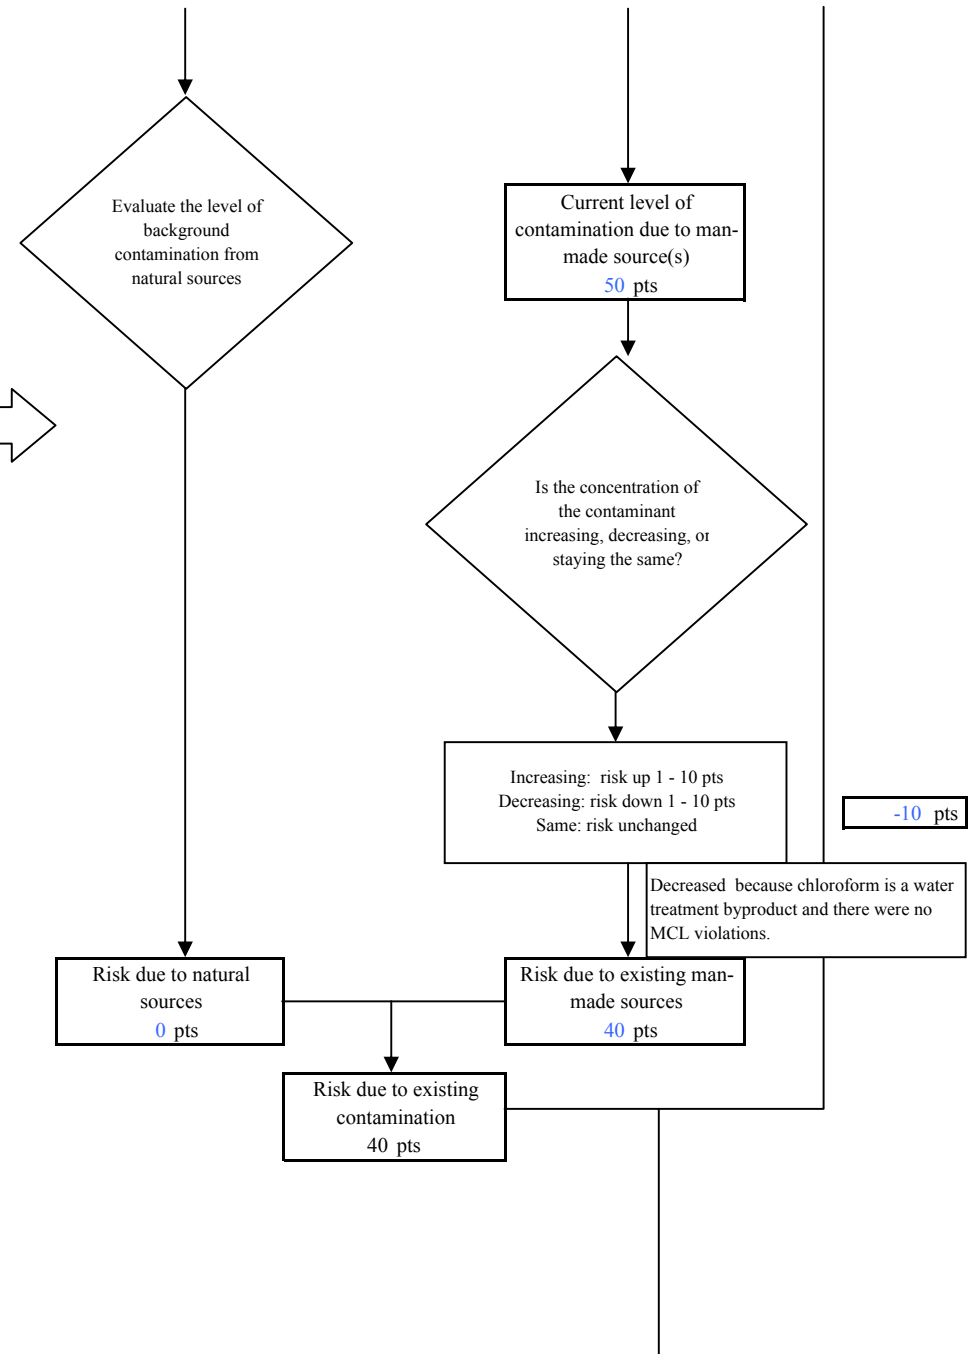 Evaluate the level of
background
contamination from
natural sources
Current level of
contamination due to man-
made source(s)
50 pts
Is the concentration of
the contaminant
increasing, decreasing, or
staying the same?
Increasing: risk up 1 - 10 pts
Decreasing: risk down 1 - 10 pts
Same: risk unchanged
-10 pts
Decreased because chloroform is a water
treatment byproduct and there were no
MCL violations.
Risk due to natural
sources
0 pts
Risk due to existing man-
made sources
40 pts
Risk due to existing
contamination
40 pts